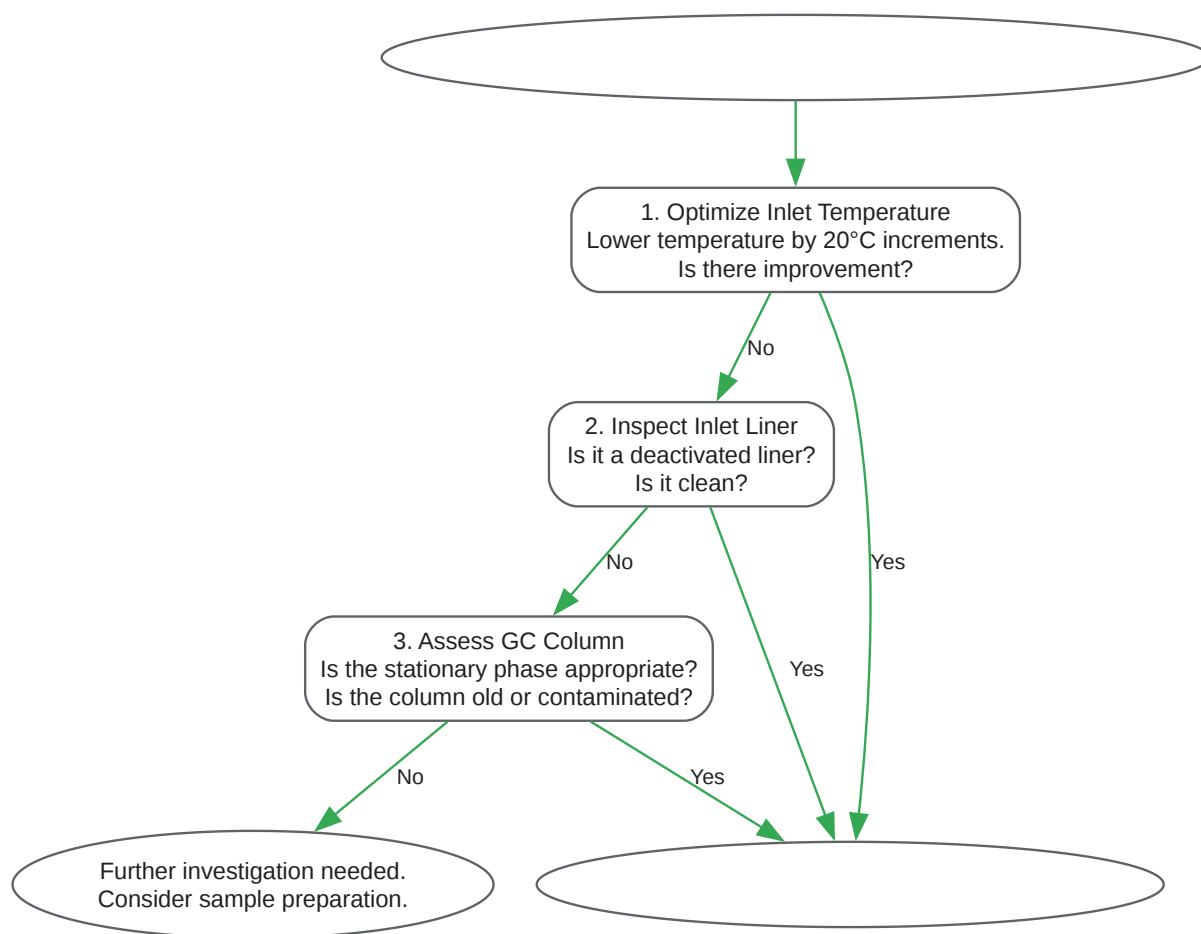 1. Optimize Inlet Temperature
Lower temperature by 20°C increments.
Is there improvement?
No
2. Inspect Inlet Liner
Is it a deactivated liner?
Is it clean?
No
Yes
3. Assess GC Column
Is the stationary phase appropriate?
Is the column old or contaminated?
Yes
No
Yes
Further investigation needed.
Consider sample preparation.